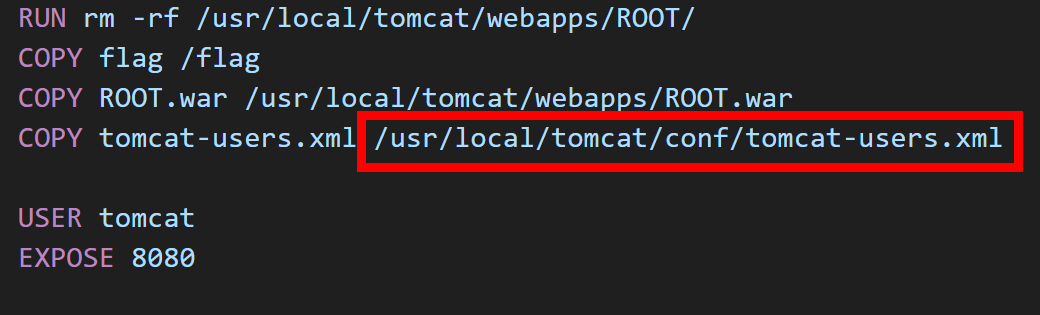 RUN rm -rf /usr/local/tomcat/webapps/ROOT/
COPY flag /flag
COPY ROOT.war /usr/local/tomcat/webapps/ROOT.war
COPY tomcat-users.xml /usr/local/tomcat/conf/tomcat-users.xml
USER tomcat
EXPOSE 8080